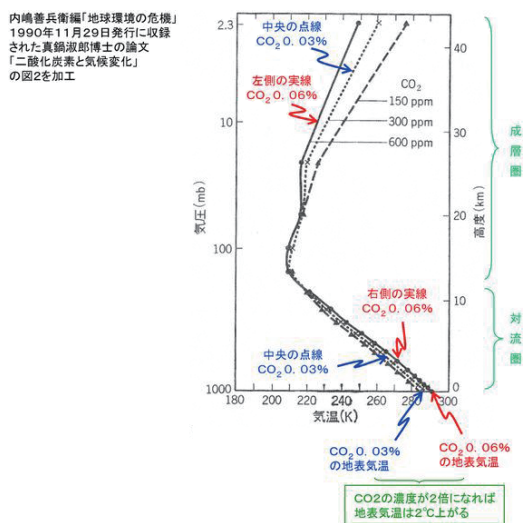 内嶋善兵衛編「地球環境の危機」
1990年11月29日発行に収録
された真鍋淑郎博士の論文
「二酸化炭素と気候変化」
の図2を加工
中央の点線
CO2 0. 03%
左側の実線
CO2 0. 06%
CO2
150 ppm
300 ppm
600 ppm
2.3
10
100
1000
気圧(mb)
40
30
20
10
0
高度(km)
成層圏
対流圏
右側の実線
CO2 0. 06%
中央の点線
CO2 0. 03%
180 200 220 240 260 280 300
気温(K)
CO2 0. 03%
の地表気温
CO2 0. 06%
の地表気温
CO2の濃度が2倍になれば
地表気温は2℃上がる